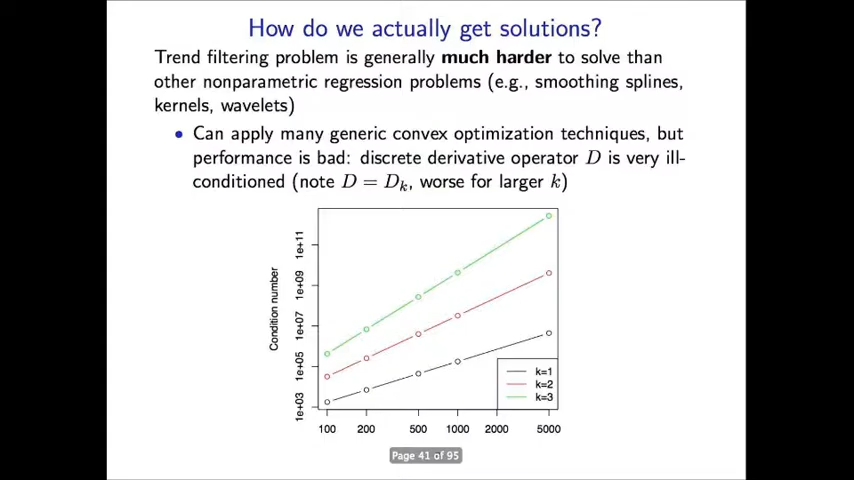 How do we actually get solutions?
Trend filtering problem is generally much harder to solve than
other nonparametric regression problems (e.g., smoothing splines,
kernels, wavelets)
• Can apply many generic convex optimization techniques, but
performance is bad: discrete derivative operator D is very ill-
conditioned (note D = Dₖ, worse for larger k)
Condition number
1e+11
1e+09
1e+07
1e+05
1e+03
k=1
k=2
k=3
100 200 500 1000 2000 5000
Page 41 of 95